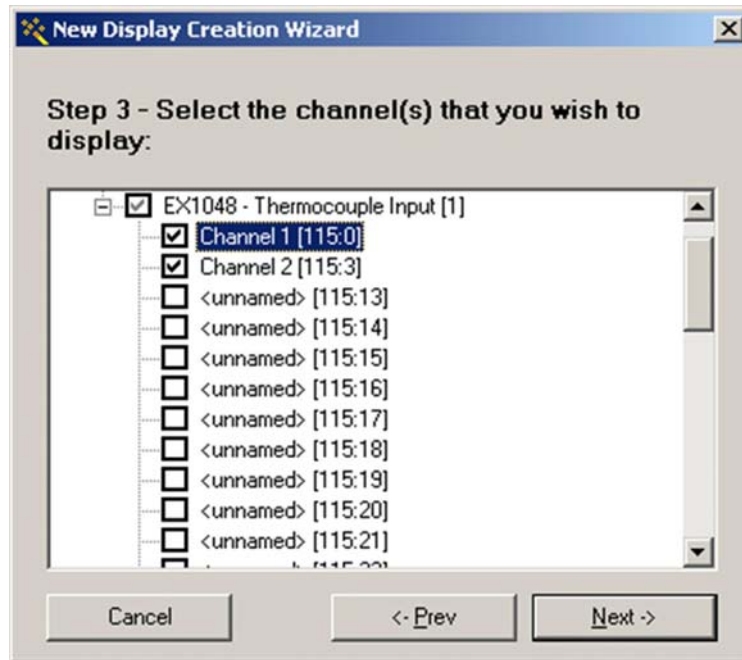 New Display Creation Wizard
Step 3 - Select the channel(s) that you wish to
display:
EX1048 - Thermocouple Input [1]
Channel 1 [115:0]
Channel 2 [115:3]
<unnamed> [115:13]
<unnamed> [115:14]
<unnamed> [115:15]
<unnamed> [115:16]
<unnamed> [115:17]
<unnamed> [115:18]
<unnamed> [115:19]
<unnamed> [115:20]
<unnamed> [115:21]
Cancel
<- Prev
Next ->